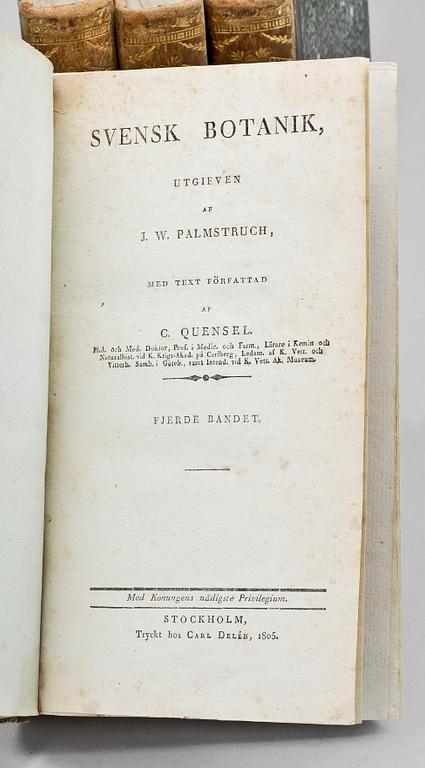 SVENSK BOTANIK,
UTGIFVEN
AF
J. W. PALMSTRUCH,
MED TEXT FÖRFATTAD
AF
C. QUENSEL.
Phil. och Med. Doktor, Prof. i Medic. och Farm., Lärare i Kemin och
Naturalhist. vid K. Krigs-Akad. på Carlberg, Ledam. af K. Vett. och
Vitterh. Samh. i Göteb., samt Intend. vid K. Vett. Ak. Museum.
FJERDE BANDET.
Med Konungens nådigste Privilegium.
STOCKHOLM,
Tryckt hos CARL DELÉN, 1805.